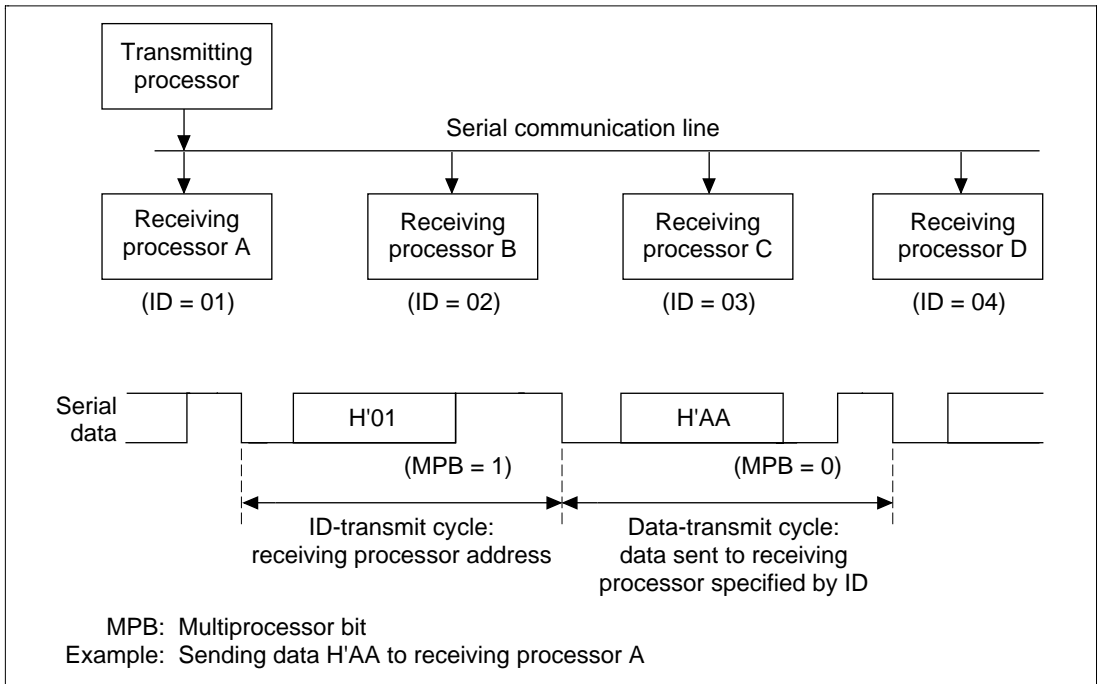 Transmitting
processor
Serial communication line
Receiving
processor A
Receiving
processor B
Receiving
processor C
Receiving
processor D
(ID = 01)
(ID = 02)
(ID = 03)
(ID = 04)
Serial
data
H'01
H'AA
(MPB = 1)
(MPB = 0)
ID-transmit cycle:
receiving processor address
Data-transmit cycle:
data sent to receiving
processor specified by ID
MPB: Multiprocessor bit
Example: Sending data H'AA to receiving processor A